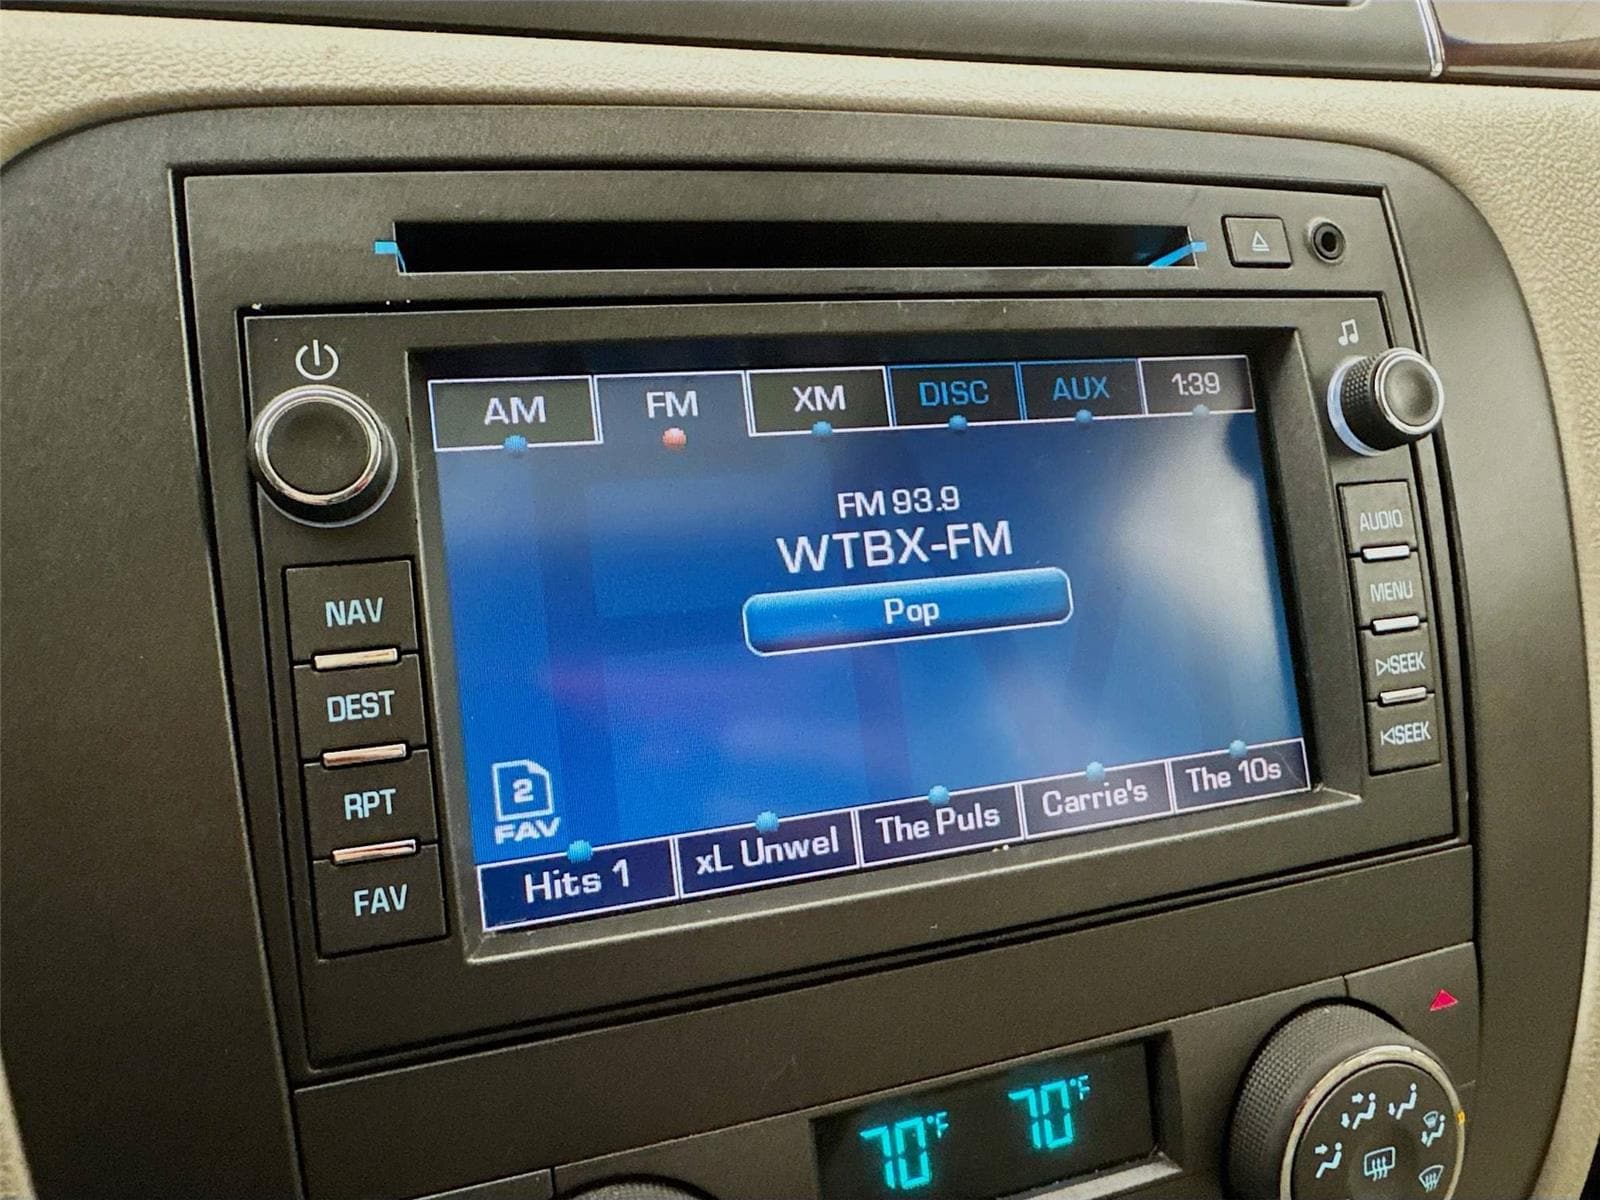 AM FM XM DISC AUX 1:39
FM 93.9
WTBX-FM
Pop
2
FAV
Hits 1 xL Unwel The Puls Carrie's The 10s
NAV
DEST
RPT
FAV
AUDIO
MENU
SEEK
SEEK
70°F 70°F